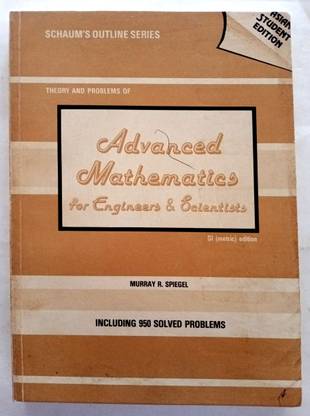 SCHAUM'S OUTLINE SERIES
ASIAN
STUDENT
EDITION
THEORY AND PROBLEMS OF
Advanced
Mathematics
for Engineers & Scientists
SI (metric) edition
MURRAY R. SPIEGEL
INCLUDING 950 SOLVED PROBLEMS